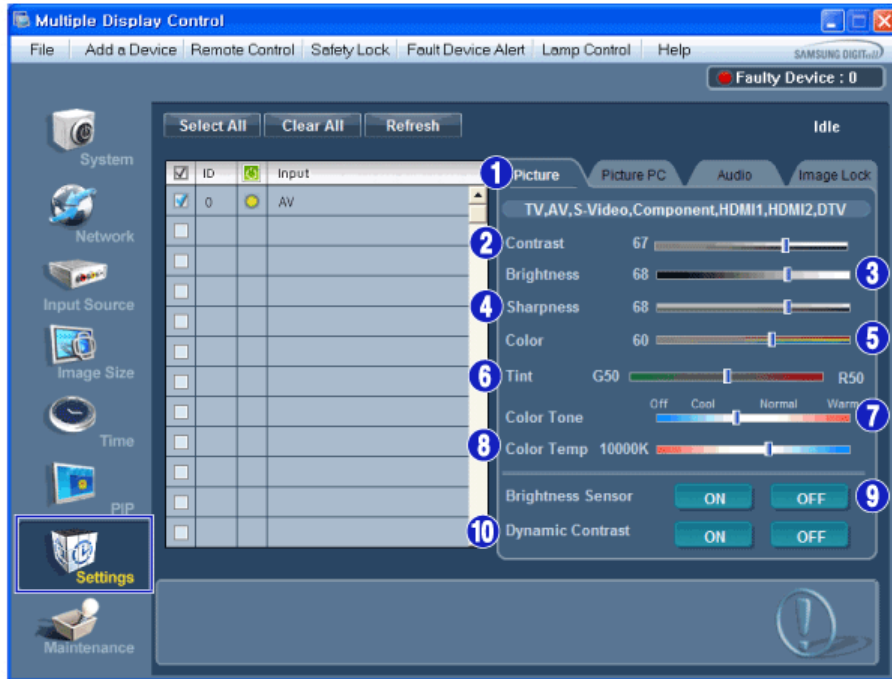 Multiple Display Control
File Add a Device Remote Control Safety Lock Fault Device Alert Lamp Control Help SAMSUNG DIGITall
Faulty Device : 0
Select All Clear All Refresh Idle
System
Network
Input Source
Image Size
Time
PIP
Settings
Maintenance
ID Input
0 AV
1 Picture Picture PC Audio Image Lock
TV,AV,S-Video,Component,HDMI1,HDMI2,DTV
2 Contrast 67
Brightness 68 3
4 Sharpness 68
Color 60 5
6 Tint G50 R50
Off Cool Normal Warm
Color Tone 7
8 Color Temp 10000K
Brightness Sensor ON OFF 9
10 Dynamic Contrast ON OFF